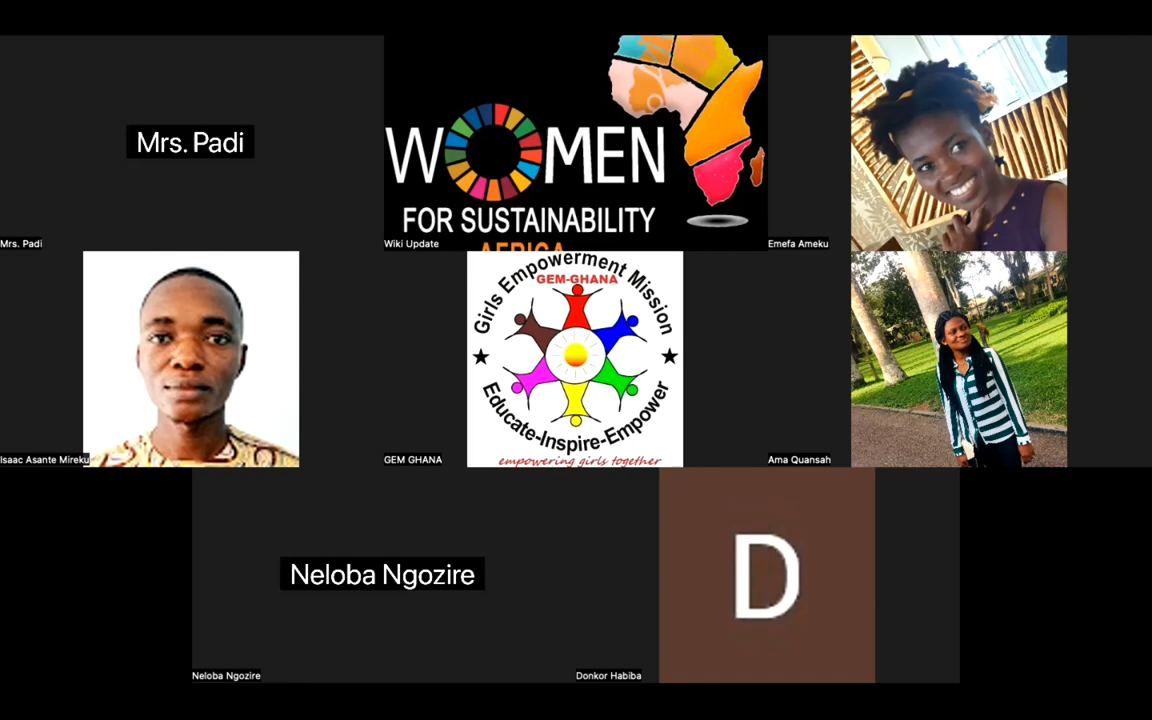 Mrs. Padi
Mrs. Padi
WOMEN
FOR SUSTAINABILITY
AFRICA
Wiki Update
Emefa Ameku
Isaac Asante Mireku
Girls Empowerment Mission
GEM-GHANA
★ ★
Educate-Inspire-Empower
empowering girls together
GEM GHANA
Ama Quansah
Neloba Ngozire
Neloba Ngozire
D
Donkor Habiba